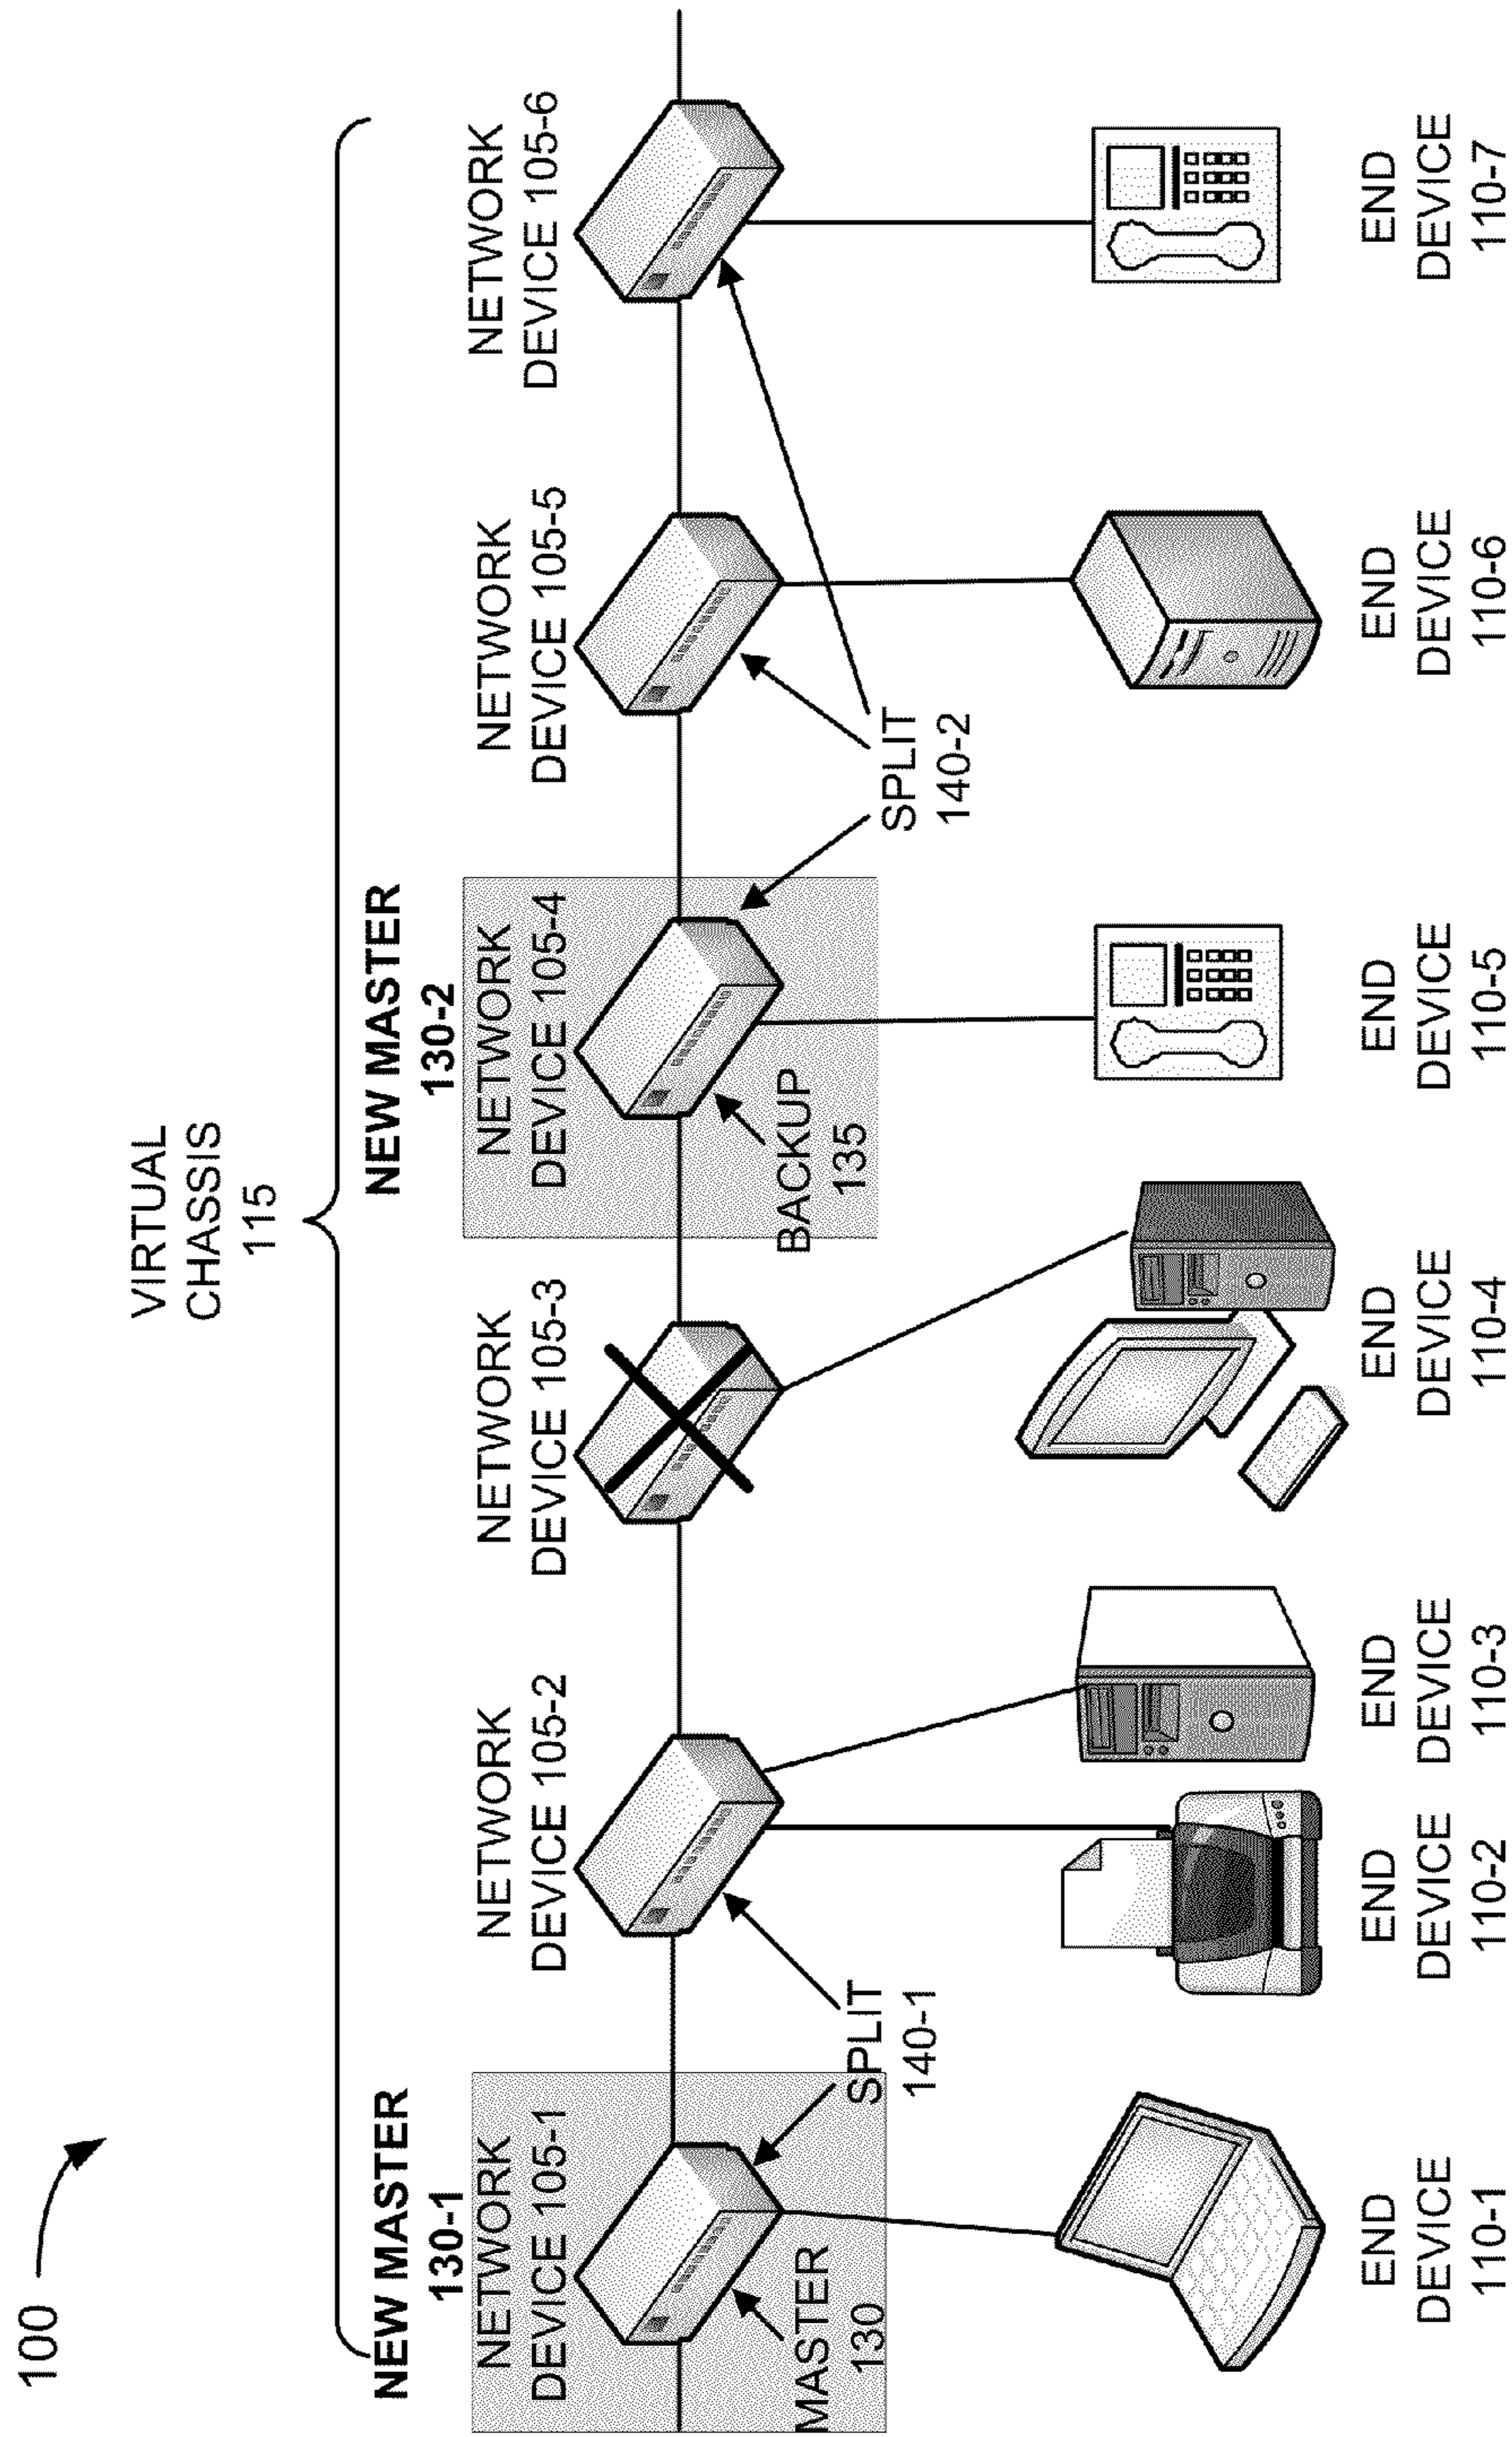 100
VIRTUAL
CHASSIS
115
NEW MASTER
130-1
NEW MASTER
130-2
NETWORK
DEVICE 105-1
NETWORK
DEVICE 105-2
NETWORK
DEVICE 105-3
NETWORK
DEVICE 105-4
NETWORK
DEVICE 105-5
NETWORK
DEVICE 105-6
MASTER
130
SPLIT
140-1
BACKUP
135
SPLIT
140-2
END
DEVICE
110-1
END
DEVICE
110-2
END
DEVICE
110-3
END
DEVICE
110-4
END
DEVICE
110-5
END
DEVICE
110-6
END
DEVICE
110-7